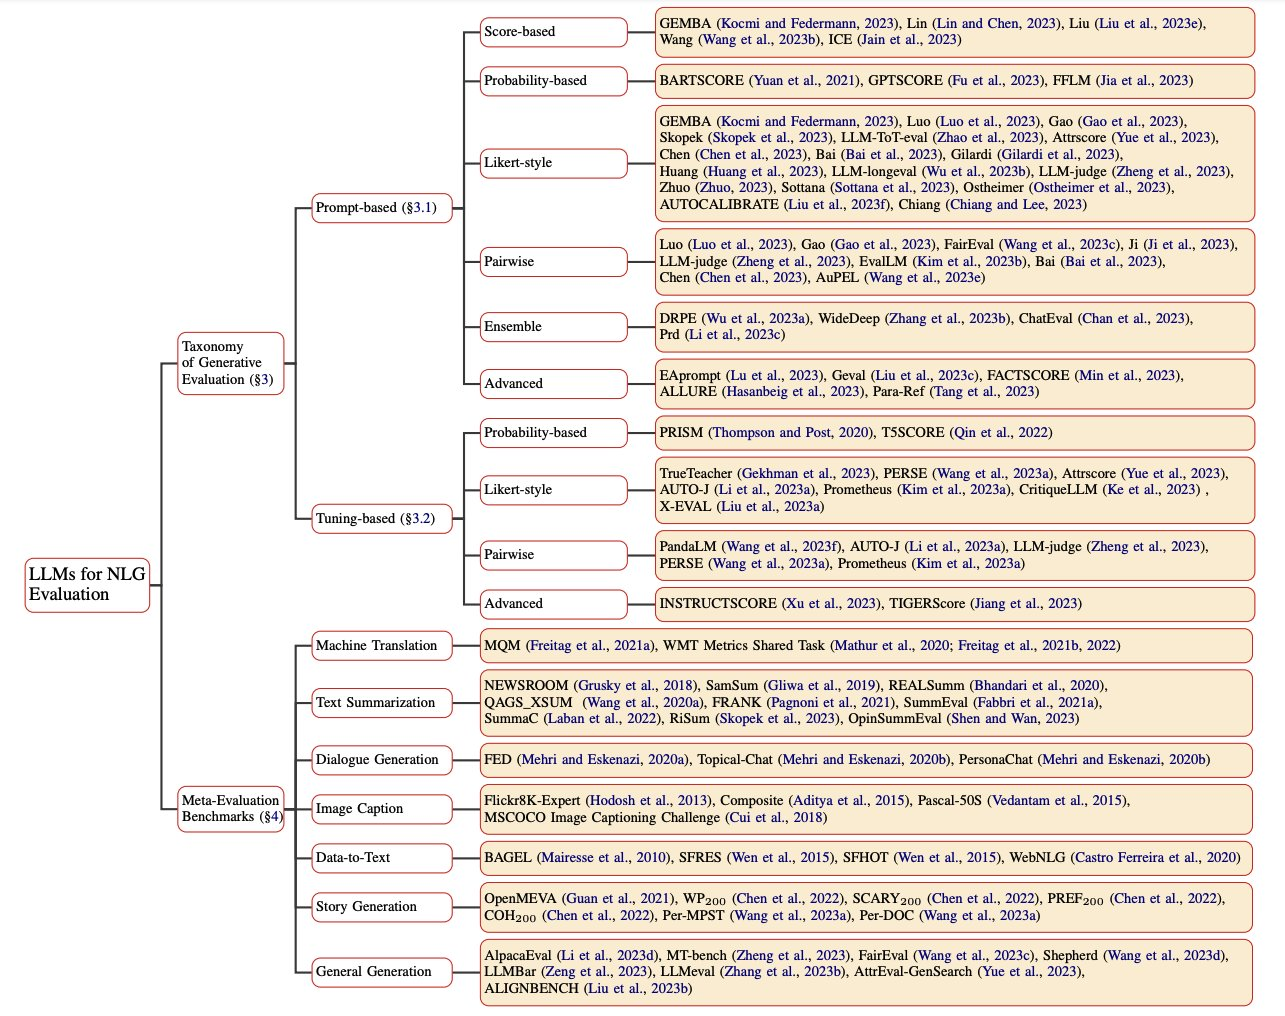 LLMs for NLG
Evaluation
Taxonomy
of Generative
Evaluation (§3)
Prompt-based (§3.1)
Score-based
GEMBA (Kocmi and Federmann, 2023), Lin (Lin and Chen, 2023), Liu (Liu et al., 2023e),
Wang (Wang et al., 2023b), ICE (Jain et al., 2023)
Probability-based
BARTSCORE (Yuan et al., 2021), GPTSCORE (Fu et al., 2023), FFLM (Jia et al., 2023)
Likert-style
GEMBA (Kocmi and Federmann, 2023), Luo (Luo et al., 2023), Gao (Gao et al., 2023),
Skopek (Skopek et al., 2023), LLM-ToT-eval (Zhao et al., 2023), Attrscore (Yue et al., 2023),
Chen (Chen et al., 2023), Bai (Bai et al., 2023), Gilardi (Gilardi et al., 2023),
Huang (Huang et al., 2023), LLM-longeval (Wu et al., 2023b), LLM-judge (Zheng et al., 2023),
Zhuo (Zhuo, 2023), Sottana (Sottana et al., 2023), Ostheimer (Ostheimer et al., 2023),
AUTOCALIBRATE (Liu et al., 2023f), Chiang (Chiang and Lee, 2023)
Pairwise
Luo (Luo et al., 2023), Gao (Gao et al., 2023), FairEval (Wang et al., 2023c), Ji (Ji et al., 2023),
LLM-judge (Zheng et al., 2023), EvalLM (Kim et al., 2023b), Bai (Bai et al., 2023),
Chen (Chen et al., 2023), AuPEL (Wang et al., 2023e)
Ensemble
DRPE (Wu et al., 2023a), WideDeep (Zhang et al., 2023b), ChatEval (Chan et al., 2023),
Prd (Li et al., 2023c)
Advanced
EAprompt (Lu et al., 2023), Geval (Liu et al., 2023c), FACTSCORE (Min et al., 2023),
ALLURE (Hasanbeig et al., 2023), Para-Ref (Tang et al., 2023)
Tuning-based (§3.2)
Probability-based
PRISM (Thompson and Post, 2020), T5SCORE (Qin et al., 2022)
Likert-style
TrueTeacher (Gekhman et al., 2023), PERSE (Wang et al., 2023a), Attrscore (Yue et al., 2023),
AUTO-J (Li et al., 2023a), Prometheus (Kim et al., 2023a), CritiqueLLM (Ke et al., 2023) ,
X-EVAL (Liu et al., 2023a)
Pairwise
PandaLM (Wang et al., 2023f), AUTO-J (Li et al., 2023a), LLM-judge (Zheng et al., 2023),
PERSE (Wang et al., 2023a), Prometheus (Kim et al., 2023a)
Advanced
INSTRUCTSCORE (Xu et al., 2023), TIGERScore (Jiang et al., 2023)
Meta-Evaluation
Benchmarks (§4)
Machine Translation
MQM (Freitag et al., 2021a), WMT Metrics Shared Task (Mathur et al., 2020; Freitag et al., 2021b, 2022)
Text Summarization
NEWSROOM (Grusky et al., 2018), SamSum (Gliwa et al., 2019), REALSumm (Bhandari et al., 2020),
QAGS_XSUM (Wang et al., 2020a), FRANK (Pagnoni et al., 2021), SummEval (Fabbri et al., 2021a),
SummaC (Laban et al., 2022), RiSum (Skopek et al., 2023), OpinSummEval (Shen and Wan, 2023)
Dialogue Generation
FED (Mehri and Eskenazi, 2020a), Topical-Chat (Mehri and Eskenazi, 2020b), PersonaChat (Mehri and Eskenazi, 2020b)
Image Caption
Flickr8K-Expert (Hodosh et al., 2013), Composite (Aditya et al., 2015), Pascal-50S (Vedantam et al., 2015),
MSCOCO Image Captioning Challenge (Cui et al., 2018)
Data-to-Text
BAGEL (Mairesse et al., 2010), SFRES (Wen et al., 2015), SFHOT (Wen et al., 2015), WebNLG (Castro Ferreira et al., 2020)
Story Generation
OpenMEVA (Guan et al., 2021), WP₂₀₀ (Chen et al., 2022), SCARY₂₀₀ (Chen et al., 2022), PREF₂₀₀ (Chen et al., 2022),
COH₂₀₀ (Chen et al., 2022), Per-MPST (Wang et al., 2023a), Per-DOC (Wang et al., 2023a)
General Generation
AlpacaEval (Li et al., 2023d), MT-bench (Zheng et al., 2023), FairEval (Wang et al., 2023c), Shepherd (Wang et al., 2023d),
LLMBar (Zeng et al., 2023), LLMeval (Zhang et al., 2023b), AttrEval-GenSearch (Yue et al., 2023),
ALIGNBENCH (Liu et al., 2023b)